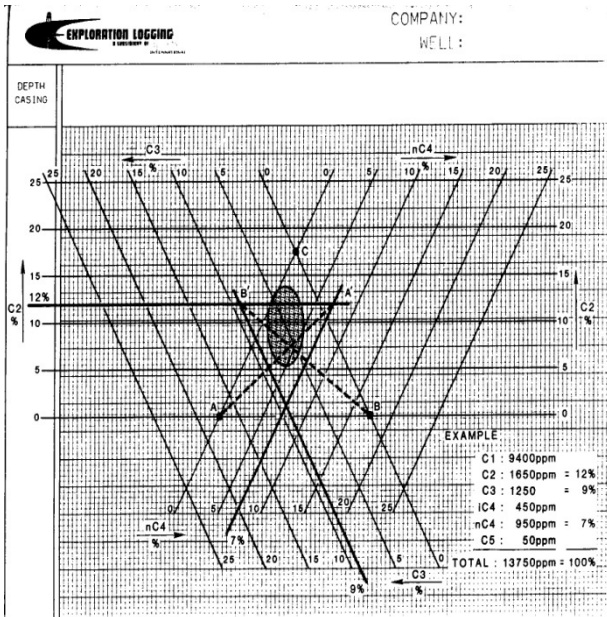 COMPANY:
EXPLORATION LOGGING
A SUBSIDIARY OF
INTERNATIONAL
WELL:
DEPTH
CASING
C3
%
nC4
%
25 20 15 10 5 0 0 5 10 15 20 25
25 25
20 20
C
15 15
12% B' A'
C2
%
C2
%
10 10
5 5
A B
0 0
EXAMPLE
C1 : 9400ppm
C2 : 1650ppm = 12%
C3 : 1250 = 9%
iC4 : 450ppm
nC4 : 950ppm = 7%
C5 : 50ppm
TOTAL : 13750ppm = 100%
0 5 10 15 20 25
nC4
%
7%
25 20 15 10 5 0
9%
C3
%